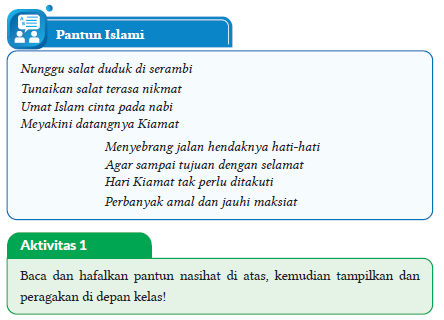 Pantun Islami
Nunggu salat duduk di serambi
Tunaikan salat terasa nikmat
Umat Islam cinta pada nabi
Meyakini datangnya Kiamat
Menyebrang jalan hendaknya hati-hati
Agar sampai tujuan dengan selamat
Hari Kiamat tak perlu ditakuti
Perbanyak amal dan jauhi maksiat
Aktivitas 1
Baca dan hafalkan pantun nasihat di atas, kemudian tampilkan dan
peragakan di depan kelas!